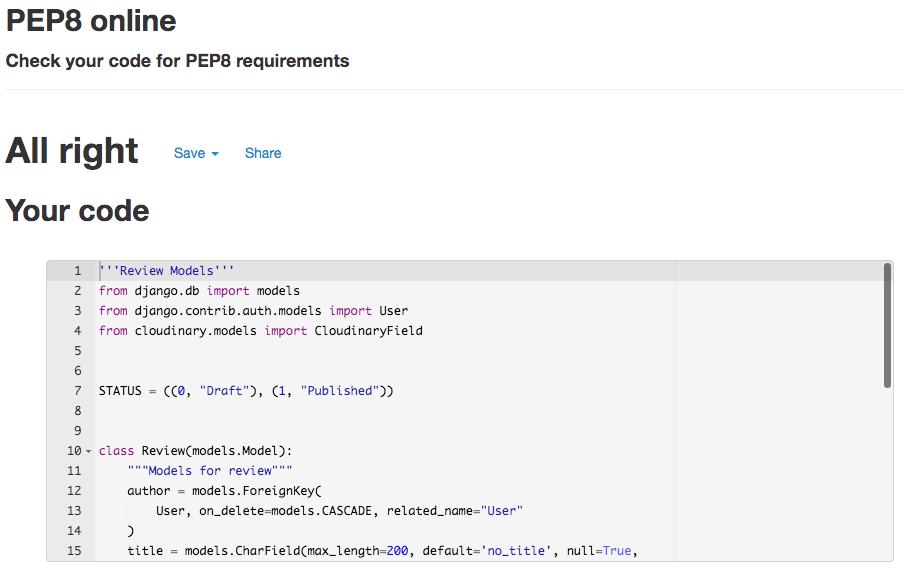 PEP8 online
Check your code for PEP8 requirements
All right Save Share
Your code
1 '''Review Models'''
2 from django.db import models
3 from django.contrib.auth.models import User
4 from cloudinary.models import CloudinaryField
5
6
7 STATUS = ((0, "Draft"), (1, "Published"))
8
9
10 class Review(models.Model):
11     """Models for review"""
12     author = models.ForeignKey(
13         User, on_delete=models.CASCADE, related_name="User"
14     )
15     title = models.CharField(max_length=200, default='no_title', null=True,